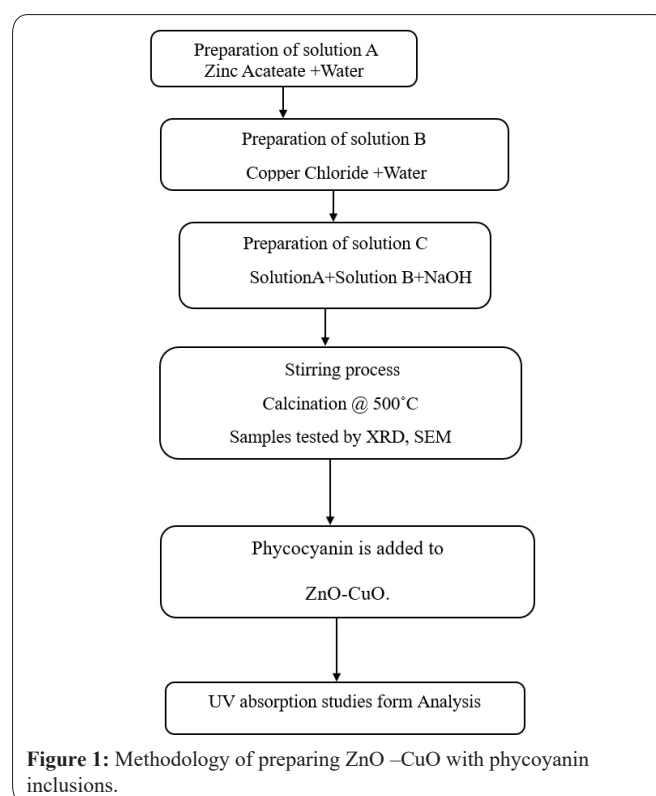 Preparation of solution A
Zinc Acateate +Water
Preparation of solution B
Copper Chloride +Water
Preparation of solution C
SolutionA+Solution B+NaOH
Stirring process
Calcination @ 500˚C
Samples tested by XRD, SEM
Phycocyanin is added to
ZnO-CuO.
UV absorption studies form Analysis
Figure 1: Methodology of preparing ZnO –CuO with phycoyanin
inclusions.